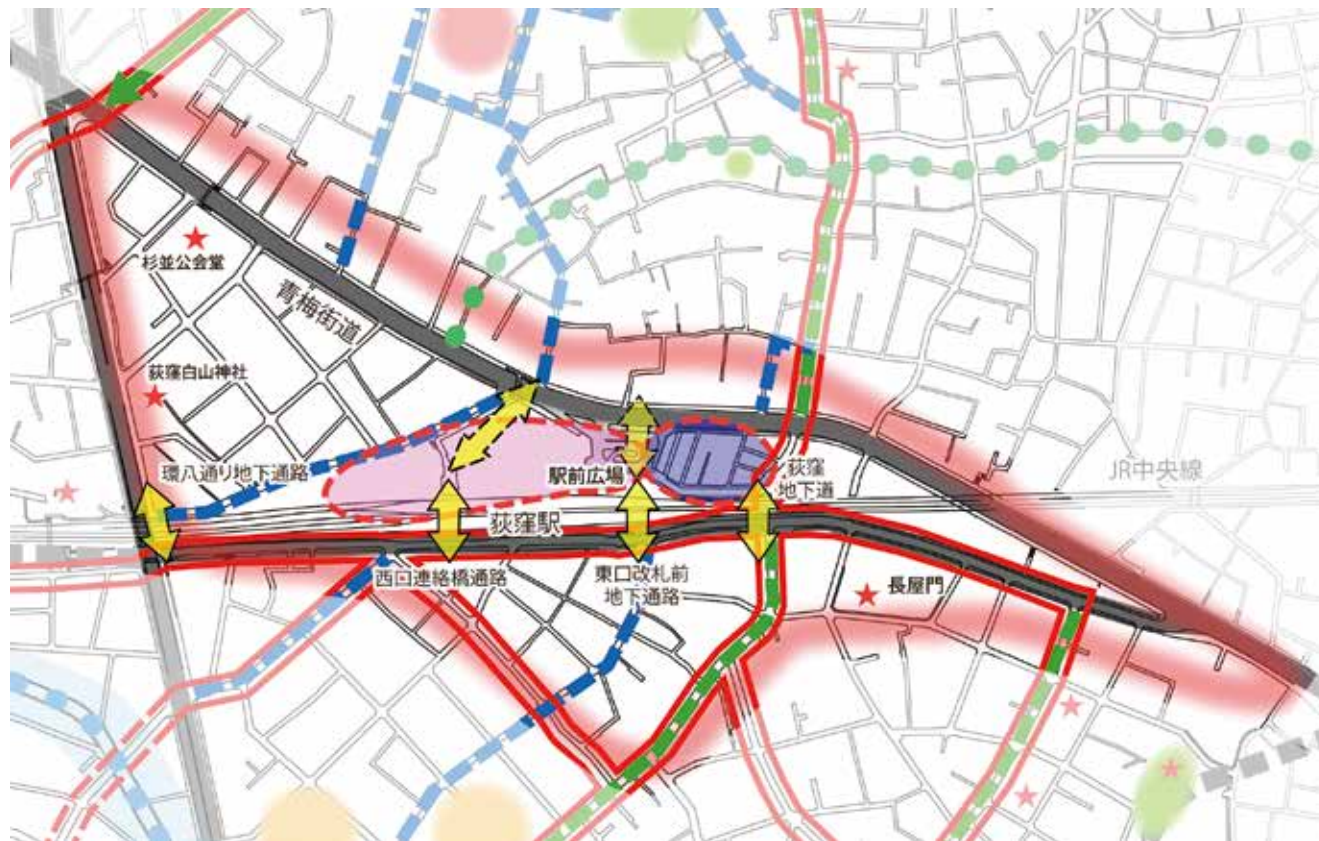 杉並公会堂
青梅街道
荻窪白山神社
環八通り地下通路
駅前広場
荻窪
地下道
JR中央線
荻窪駅
西口連絡橋通路
東口改札前
地下通路
長屋門